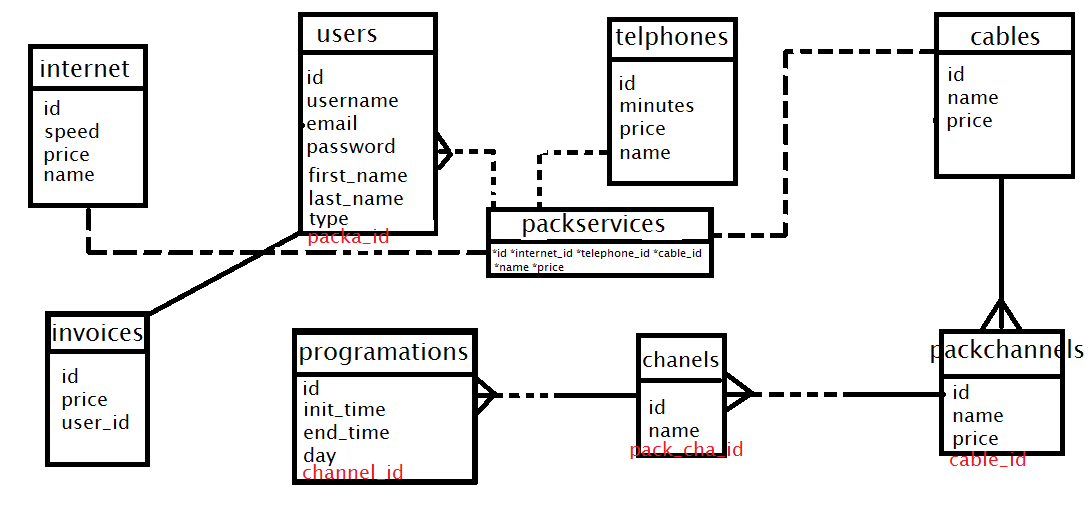 internet
id
speed
price
name
users
id
username
email
password
first_name
last_name
type
packa_id
telphones
id
minutes
price
name
cables
id
name
price
packservices
*id *internet_id *telephone_id *cable_id
*name *price
invoices
id
price
user_id
programations
id
init_time
end_time
day
channel_id
chanels
id
name
pack_cha_id
packchannels
id
name
price
cable_id